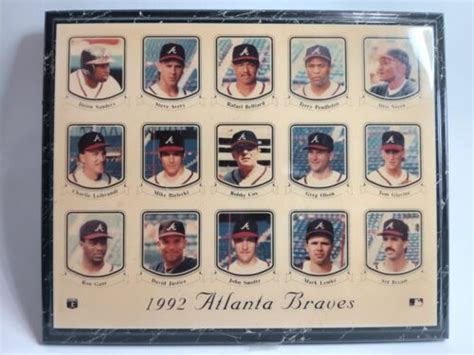 Deion Sanders Steve Avery Rafael Belliard Terry Pendleton Otis Nixon
Charlie Leibrandt Mike Bielecki Bobby Cox Greg Olson Tom Glavine
Ron Gant David Justice John Smoltz Mark Lemke Sid Bream
1992 Atlanta Braves